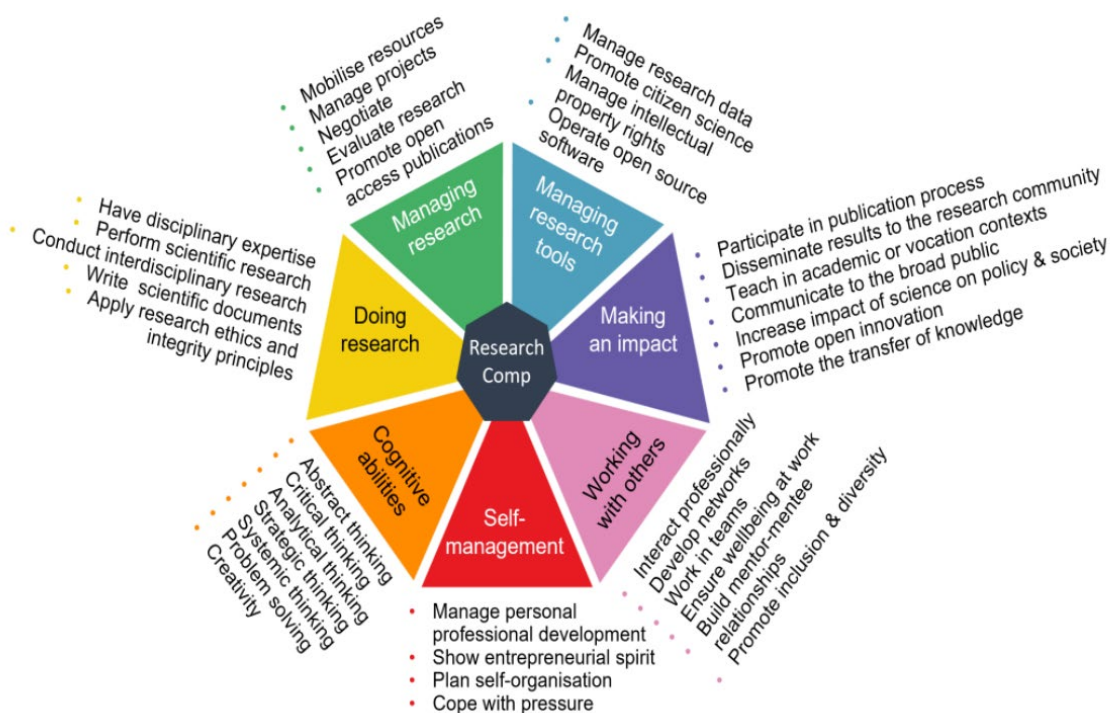 Mobilise resources
Manage projects
Negotiate
Evaluate research
Promote open
access publications
Manage research data
Promote citizen science
Manage intellectual
property rights
Operate open source
software
Managing
research
Managing
research
tools
Have disciplinary expertise
Perform scientific research
Conduct interdisciplinary research
Write scientific documents
Apply research ethics and
integrity principles
Doing
research
Research
Comp
Making
an impact
Participate in publication process
Disseminate results to the research community
Teach in academic or vocation contexts
Communicate to the broad public
Increase impact of science on policy & society
Promote open innovation
Promote the transfer of knowledge
Cognitive
abilities
Abstract thinking
Critical thinking
Analytical thinking
Strategic thinking
Systemic thinking
Problem solving
Creativity
Self-
management
Manage personal
professional development
Show entrepreneurial spirit
Plan self-organisation
Cope with pressure
Working
with others
Interact professionally
Develop networks
Work in teams
Ensure wellbeing at work
Build mentor-mentee
relationships
Promote inclusion & diversity